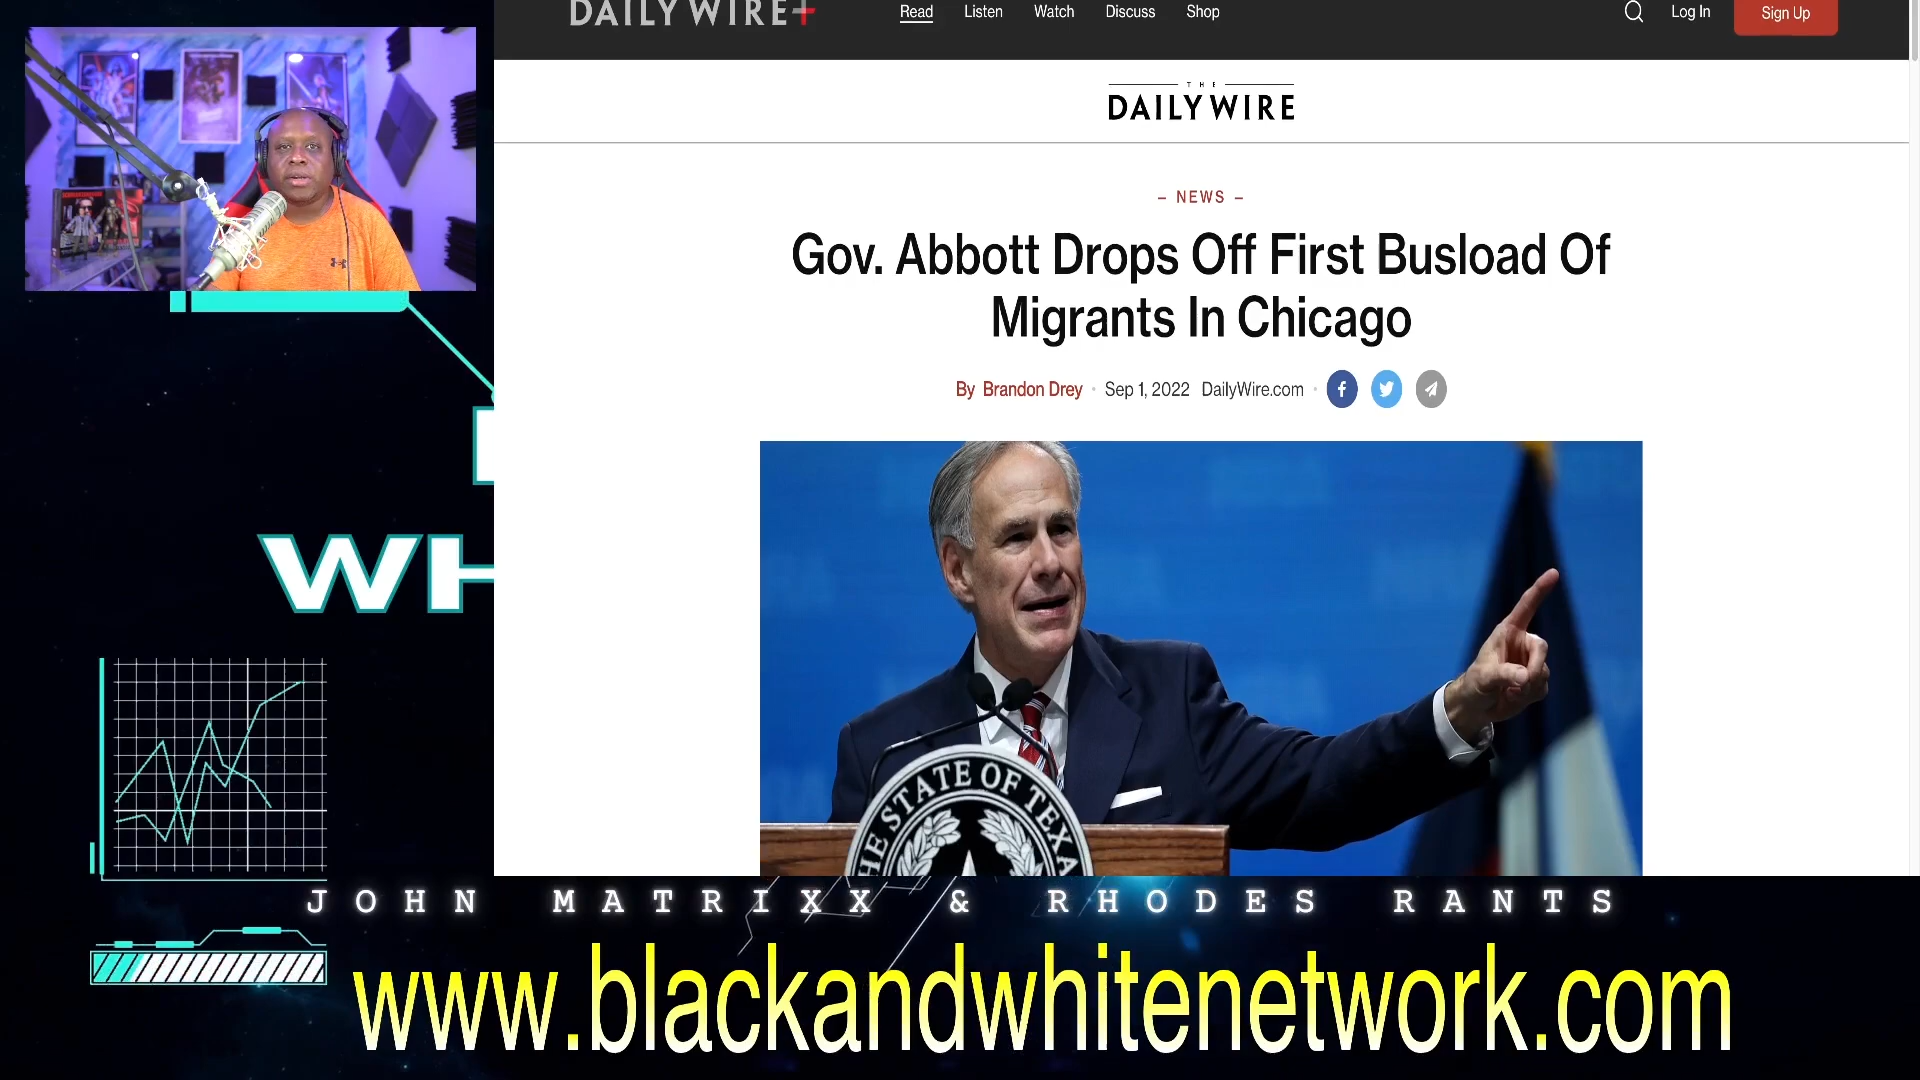 DAILY WIRE+
Read Listen Watch Discuss Shop
Log In
Sign Up
THE
DAILY WIRE
– NEWS –
Gov. Abbott Drops Off First Busload Of
Migrants In Chicago
By Brandon Drey · Sep 1, 2022 DailyWire.com ·
WH
THE STATE OF TEXA
JOHN MATRIXX & RHODES RANTS
www.blackandwhitenetwork.com